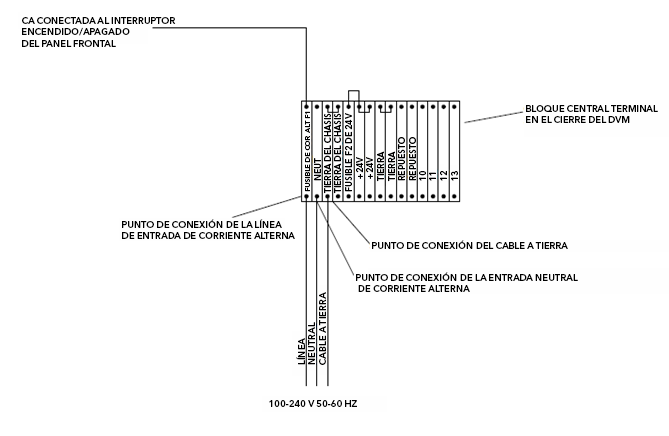 CA CONECTADA AL INTERRUPTOR
ENCENDIDO/APAGADO
DEL PANEL FRONTAL
BLOQUE CENTRAL TERMINAL
EN EL CIERRE DEL DVM
FUSIBLE DE COR ALT F1
NEUT
TIERRA DEL CHASIS
TIERRA DEL CHASIS
FUSIBLE F2 DE 24V
+24V
+24V
TIERRA
TIERRA
REPUESTO
REPUESTO
10
11
12
13
PUNTO DE CONEXIÓN DE LA LÍNEA
DE ENTRADA DE CORRIENTE ALTERNA
PUNTO DE CONEXIÓN DEL CABLE A TIERRA
PUNTO DE CONEXIÓN DE LA ENTRADA NEUTRAL
DE CORRIENTE ALTERNA
LÍNEA
NEUTRAL
CABLE A TIERRA
100-240 V 50-60 HZ